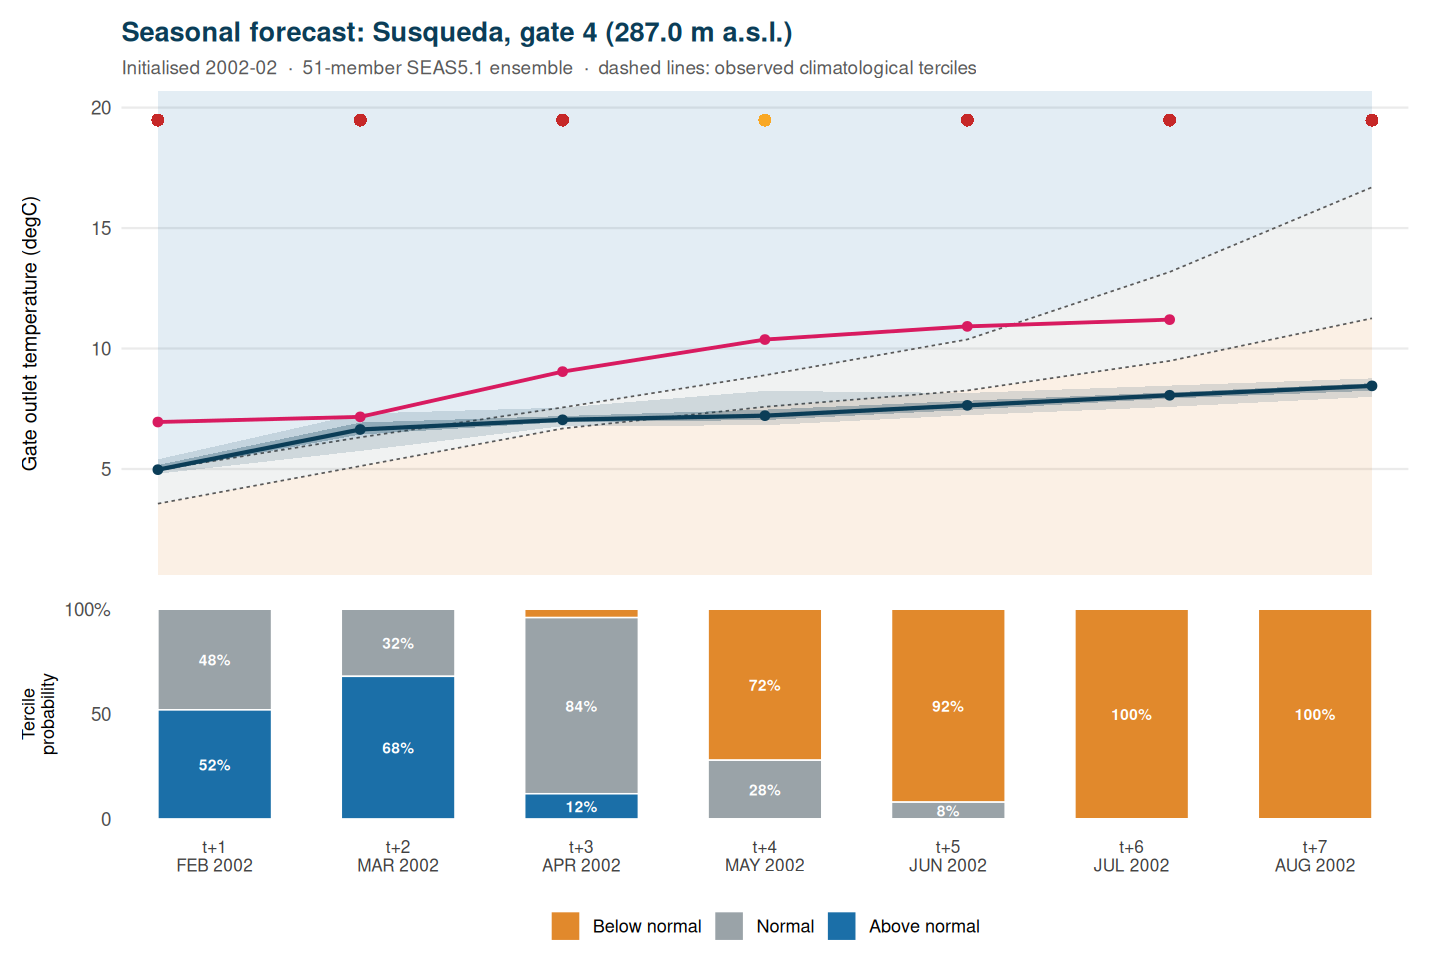 Seasonal forecast: Susqueda, gate 4 (287.0 m a.s.l.)
Initialised 2002-02 · 51-member SEAS5.1 ensemble · dashed lines: observed climatological terciles
Gate outlet temperature (degC)
20
15
10
5
Tercile
probability
100%
50
0
48%
52%
32%
68%
84%
12%
72%
28%
92%
8%
100%
100%
t+1
FEB 2002
t+2
MAR 2002
t+3
APR 2002
t+4
MAY 2002
t+5
JUN 2002
t+6
JUL 2002
t+7
AUG 2002
Below normal
Normal
Above normal